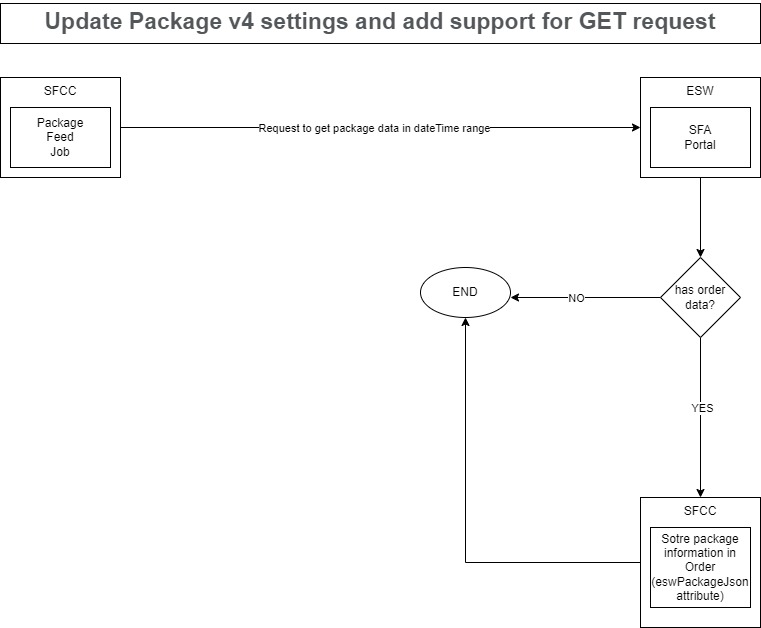 Update Package v4 settings and add support for GET request
SFCC
Package
Feed
Job
Request to get package data in dateTime range
ESW
SFA
Portal
has order
data?
NO
END
YES
SFCC
Sotre package
information in
Order
(eswPackageJson
attribute)